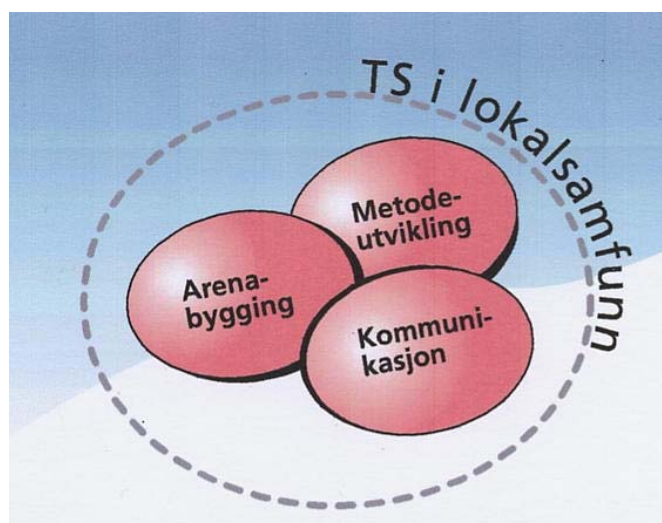 TS i lokalsamfunn
Metode-
utvikling
Arena-
bygging
Kommuni-
kasjon